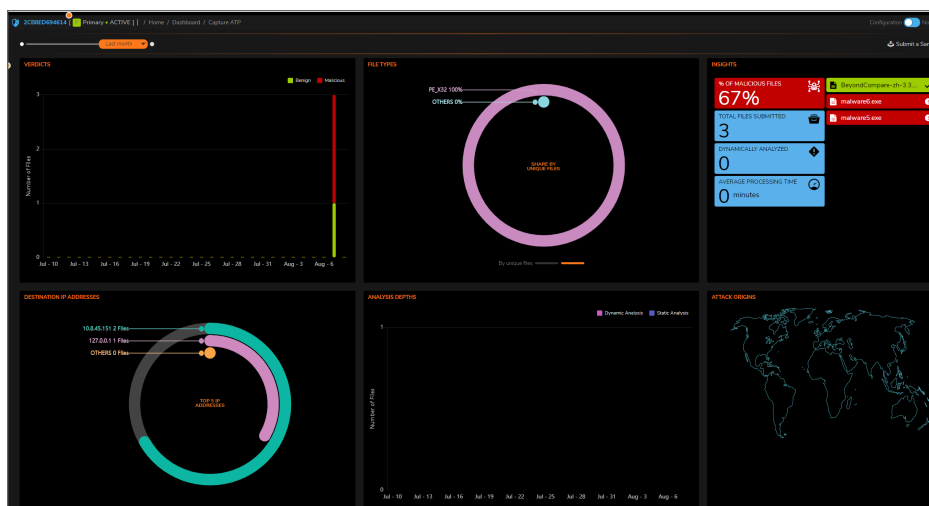 2CB8ED694614 [ Primary • ACTIVE ] | / Home / Dashboard / Capture ATP
Configuration
Last month
VERDICTS
Benign Malicious
3
2
1
0
Number of Files
Jul - 10 Jul - 13 Jul - 16 Jul - 19 Jul - 22 Jul - 25 Jul - 28 Jul - 31 Aug - 3 Aug - 6
FILE TYPES
PE_X32 100%
OTHERS 0%
SHARE BY
UNIQUE FILES
By unique files
INSIGHTS
% OF MALICIOUS FILES
67%
TOTAL FILES SUBMITTED
3
DYNAMICALLY ANALYZED
0
AVERAGE PROCESSING TIME
0 minutes
BeyondCompare-zh-3.3...
malware6.exe
malware5.exe
Submit a Sa
DESTINATION IP ADDRESSES
10.8.45.151 2 Files
127.0.0.1 1 Files
OTHERS 0 Files
TOP 5 IP
ADDRESSES
ANALYSIS DEPTHS
Dynamic Analysis Static Analysis
1
0
Number of Files
Jul - 10 Jul - 13 Jul - 16 Jul - 19 Jul - 22 Jul - 25 Jul - 28 Jul - 31 Aug - 3 Aug - 6
ATTACK ORIGINS